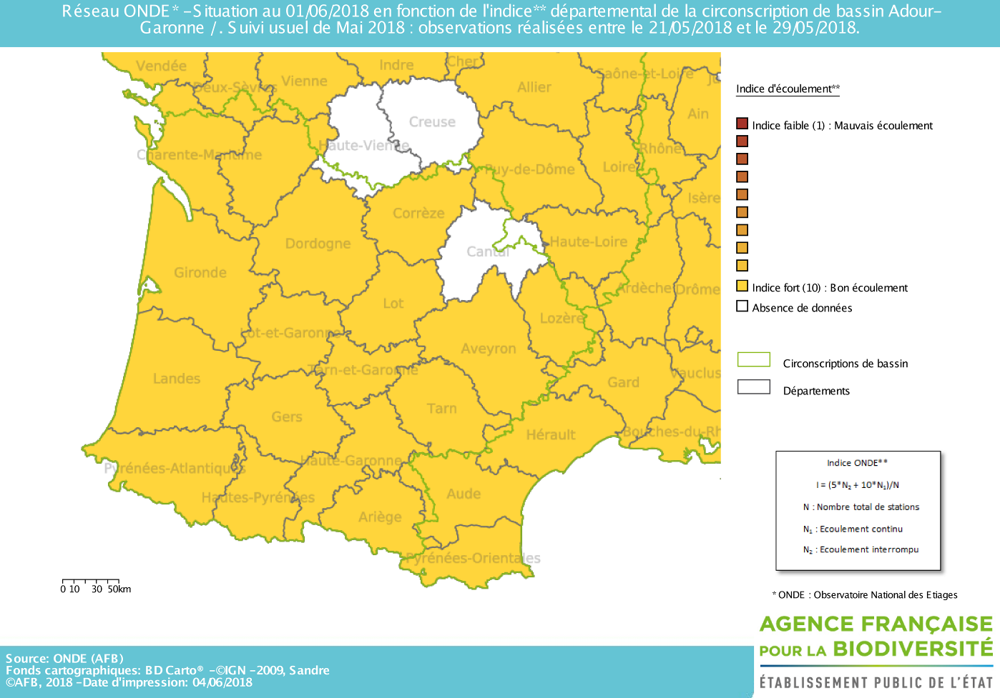 Réseau ONDE* -Situation au 01/06/2018 en fonction de l'indice** départemental de la circonscription de bassin Adour-
Garonne /. Suivi usuel de Mai 2018 : observations réalisées entre le 21/05/2018 et le 29/05/2018.
Vendée
Deux-Sèvres
Vienne
Indre
Cher
Allier
Saône-et-Loire
Ju
Ain
Creuse
Haute-Vienne
Charente-Maritime
Puy-de-Dôme
Loire
Rhône
Isère
Corrèze
Dordogne
Cantal
Haute-Loire
Gironde
Ardèche
Drôme
Lot
Lozère
Lot-et-Garonne
Aveyron
Landes
Tarn-et-Garonne
Gard
Vauclus
Gers
Tarn
Hérault
Bouches-du-Rh
Pyrénées-Atlantiques
Haute-Garonne
Hautes-Pyrénées
Aude
Ariège
Pyrénées-Orientales
0 10 30 50km
Indice d'écoulement**
Indice faible (1) : Mauvais écoulement
Indice fort (10) : Bon écoulement
Absence de données
Circonscriptions de bassin
Départements
Indice ONDE**
I = (5*N₂ + 10*N₁)/N
N : Nombre total de stations
N₁ : Ecoulement continu
N₂ : Ecoulement interrompu
* ONDE : Observatoire National des Etiages
AGENCE FRANÇAISE
POUR LA BIODIVERSITÉ
ÉTABLISSEMENT PUBLIC DE L'ÉTAT
Source: ONDE (AFB)
Fonds cartographiques: BD Carto® -©IGN -2009, Sandre
©AFB, 2018 -Date d'impression: 04/06/2018